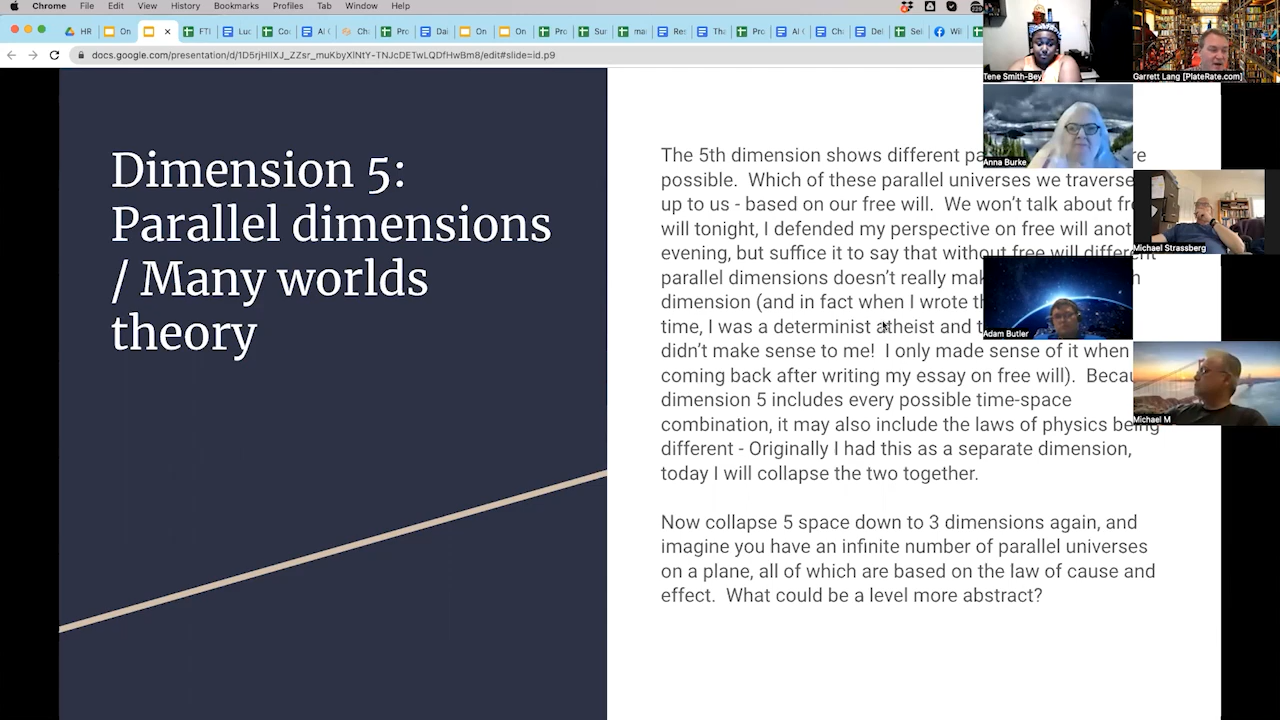 Chrome File Edit View History Bookmarks Profiles Tab Window Help
HR
docs.google.com/presentation/d/1D5rjHIlXJ_ZZsr_muKbyXlNtY-TNJcDETwLQDfHwBm8/edit#slide=id.p9
Tene Smith-Bey
Garrett Lang [PlateRate.com]
Anna Burke
Michael Strassberg
Adam Butler
Michael M
Dimension 5:
Parallel dimensions
/ Many worlds
theory
The 5th dimension shows different
possible. Which of these parallel universes we traverse
up to us - based on our free will. We won't talk about
will tonight, I defended my perspective on free will
evening, but suffice it to say that without free will different
parallel dimensions doesn't really
dimension (and in fact when I wrote
time, I was a determinist atheist and
didn't make sense to me! I only made sense of it when
coming back after writing my essay on free will).
dimension 5 includes every possible time-space
combination, it may also include the laws of physics being
different - Originally I had this as a separate dimension,
today I will collapse the two together.
Now collapse 5 space down to 3 dimensions again, and
imagine you have an infinite number of parallel universes
on a plane, all of which are based on the law of cause and
effect. What could be a level more abstract?